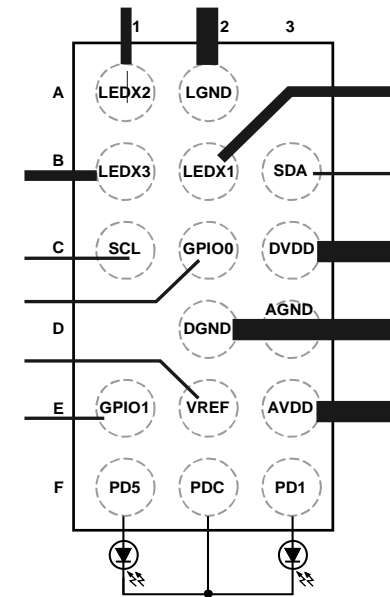 1 2 3
A LEDX2 LGND
B LEDX3 LEDX1 SDA
C SCL GPIO0 DVDD
AGND
D DGND
E GPIO1 VREF AVDD
F PD5 PDC PD1